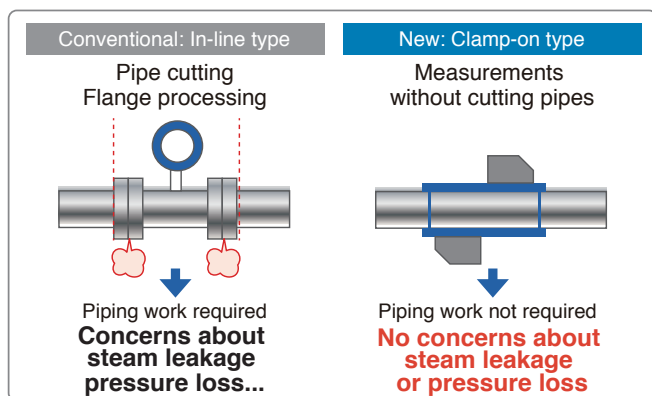 Conventional: In-line type
Pipe cutting
Flange processing
Piping work required
Concerns about
steam leakage
pressure loss...
New: Clamp-on type
Measurements
without cutting pipes
Piping work not required
No concerns about
steam leakage
or pressure loss